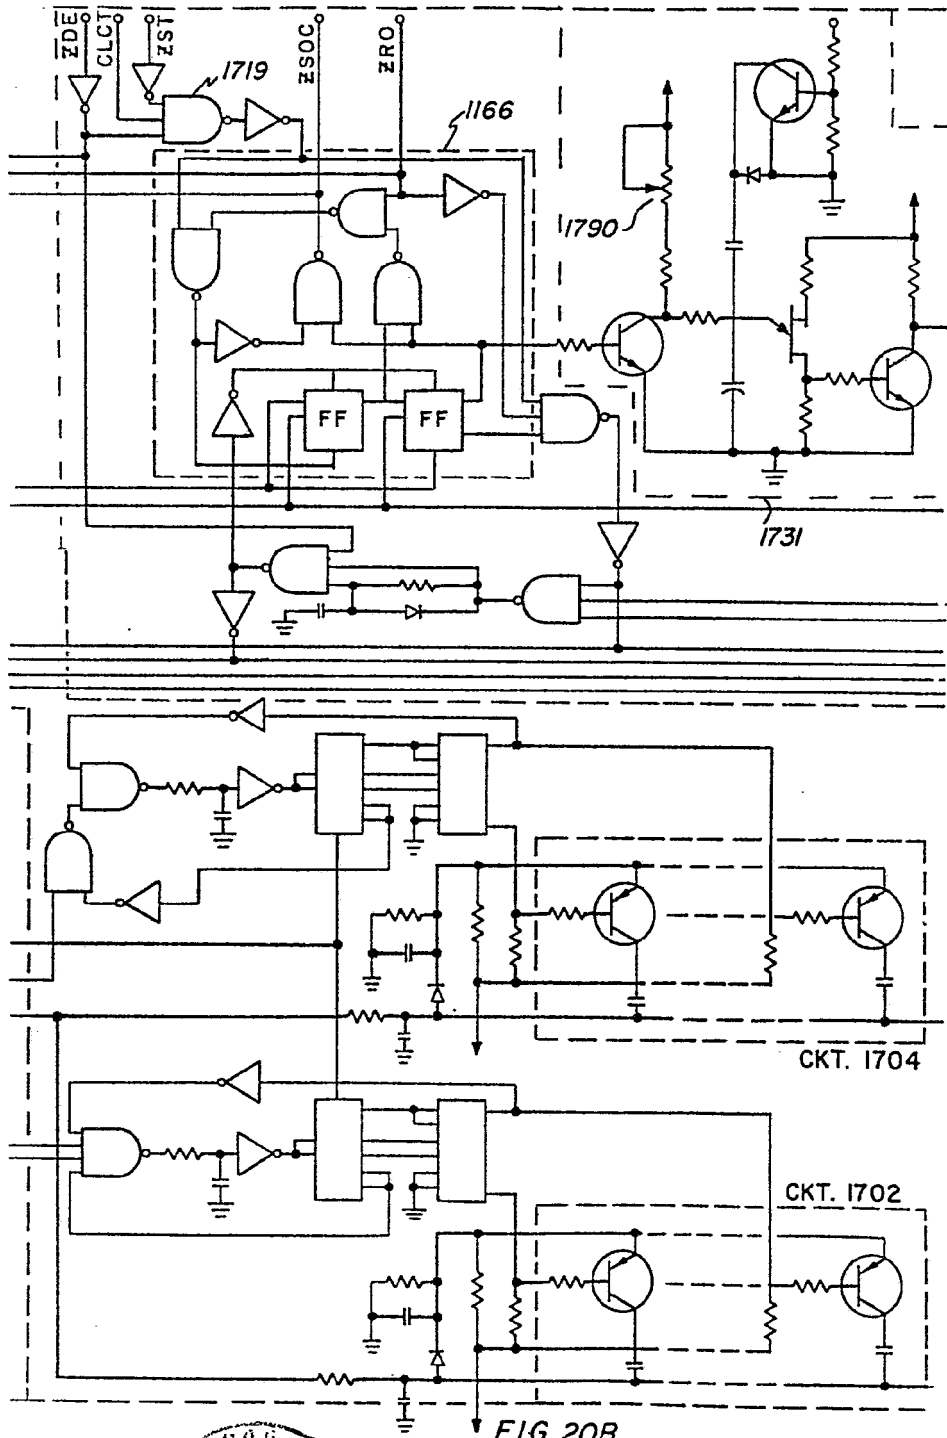 ZDE
CLCT
ZST
ZSOC
ZRO
1719
1166
1790
FF
FF
1731
CKT. 1704
CKT. 1702
FIG 20B